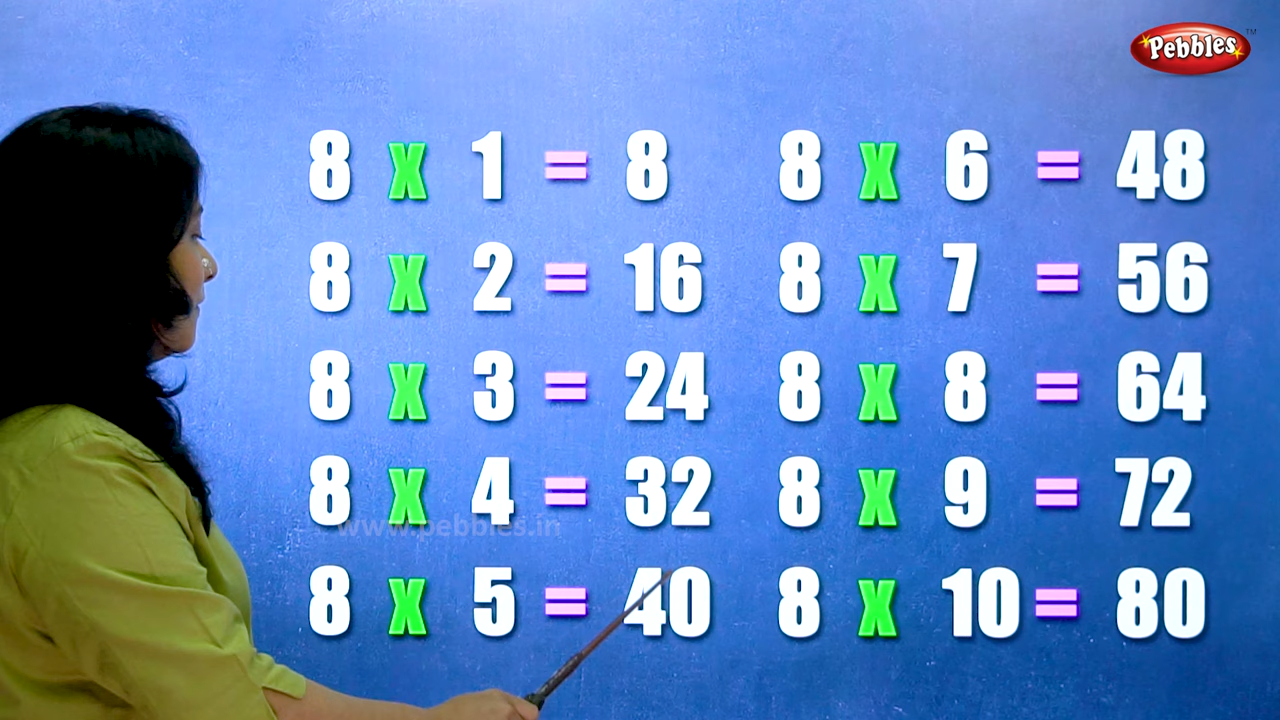 Pebbles™
8 x 1 = 8
8 x 2 = 16
8 x 3 = 24
8 x 4 = 32
8 x 5 = 40
8 x 6 = 48
8 x 7 = 56
8 x 8 = 64
8 x 9 = 72
8 x 10 = 80
www.pebbles.in